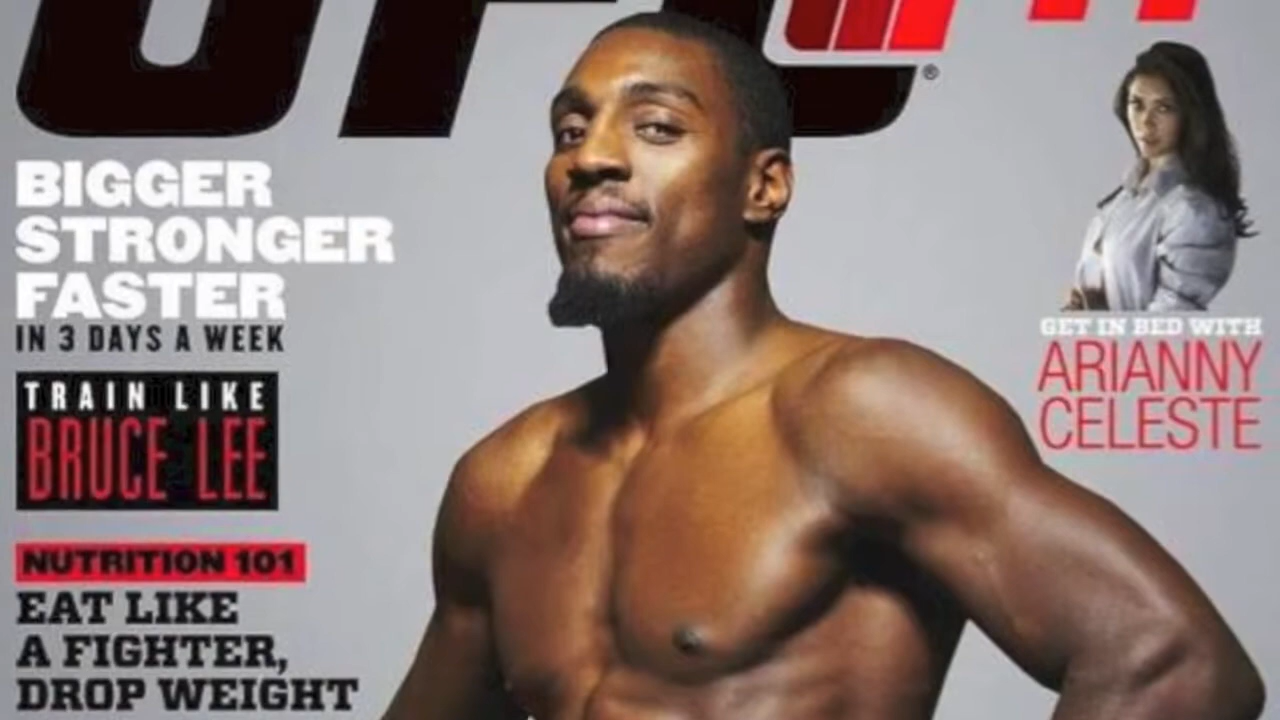 UFC
BIGGER
STRONGER
FASTER
IN 3 DAYS A WEEK
TRAIN LIKE
BRUCE LEE
NUTRITION 101
EAT LIKE
A FIGHTER,
DROP WEIGHT
GET IN BED WITH
ARIANNY
CELESTE